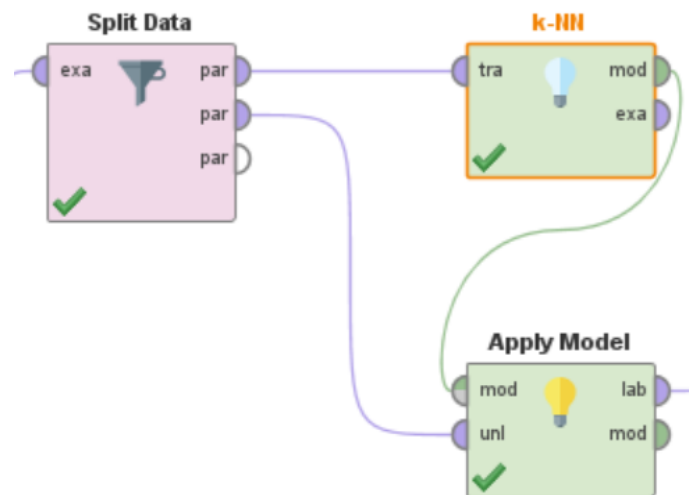 Split Data
exa par
par
par
k-NN
tra mod
exa
Apply Model
mod lab
unl mod